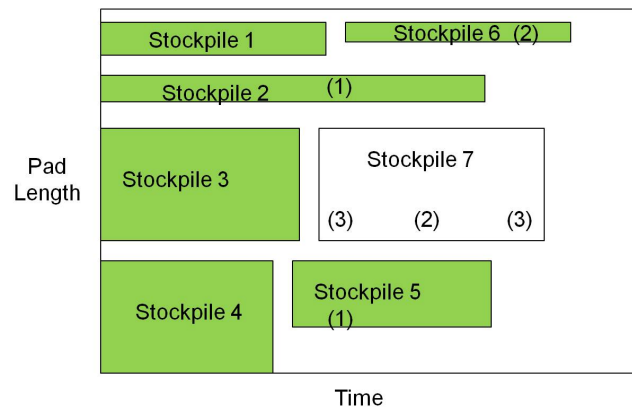 Stockpile 1
Stockpile 6 (2)
Stockpile 2 (1)
Stockpile 7
Stockpile 3
Pad
Length
(3) (2) (3)
Stockpile 5
Stockpile 4
(1)
Time